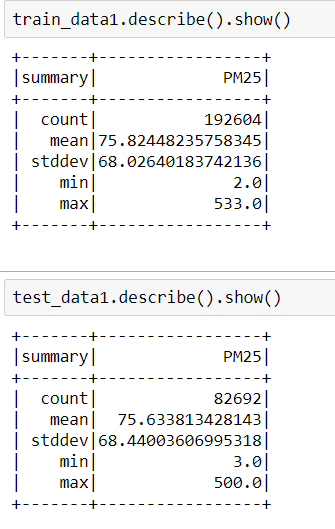 train_data1.describe().show()
+-------+-----------------+
|summary|             PM25|
+-------+-----------------+
|  count|           192604|
|   mean|75.82448235758345|
| stddev|68.02640183742136|
|    min|              2.0|
|    max|            533.0|
+-------+-----------------+
test_data1.describe().show()
+-------+-----------------+
|summary|             PM25|
+-------+-----------------+
|  count|            82692|
|   mean|  75.633813428143|
| stddev|68.44003606995318|
|    min|              3.0|
|    max|            500.0|
+-------+-----------------+